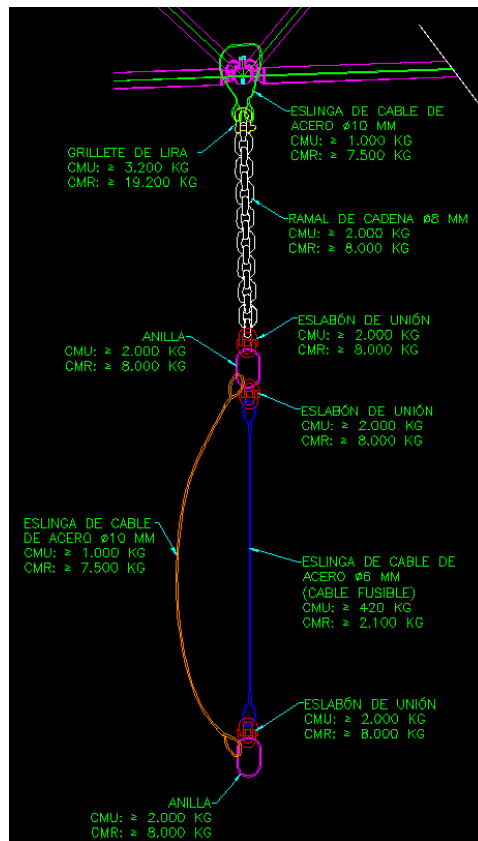 ESLINGA DE CABLE DE
ACERO ø10 MM
CMU: ≥ 1.000 KG
CMR: ≥ 7.500 KG
GRILLETE DE LIRA
CMU: ≥ 3.200 KG
CMR: ≥ 19.200 KG
RAMAL DE CADENA ø8 MM
CMU: ≥ 2.000 KG
CMR: ≥ 8.000 KG
ESLABÓN DE UNIÓN
CMU: ≥ 2.000 KG
CMR: ≥ 8.000 KG
ANILLA
CMU: ≥ 2.000 KG
CMR: ≥ 8.000 KG
ESLABÓN DE UNIÓN
CMU: ≥ 2.000 KG
CMR: ≥ 8.000 KG
ESLINGA DE CABLE
DE ACERO ø10 MM
CMU: ≥ 1.000 KG
CMR: ≥ 7.500 KG
ESLINGA DE CABLE DE
ACERO ø6 MM
(CABLE FUSIBLE)
CMU: ≥ 420 KG
CMR: ≥ 2.100 KG
ESLABÓN DE UNIÓN
CMU: ≥ 2.000 KG
CMR: ≥ 8.000 KG
ANILLA
CMU: ≥ 2.000 KG
CMR: ≥ 8.000 KG